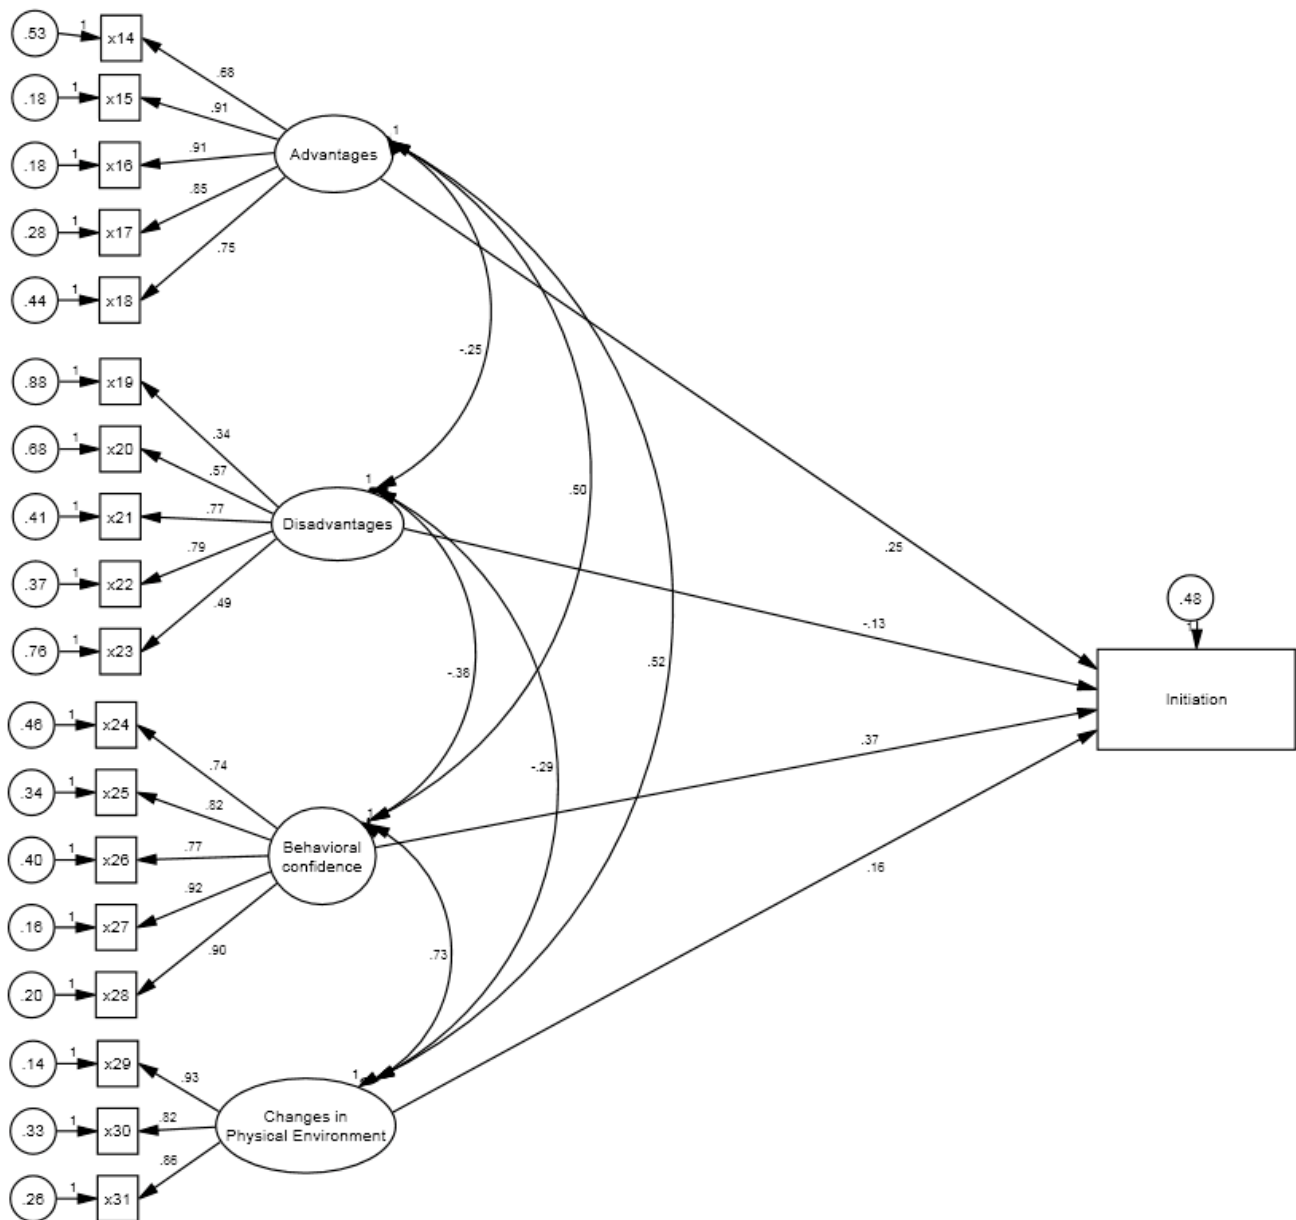 .53 1 x14
.68
.18 1 x15
.91
.18 1 x16
.91
.28 1 x17
.85
.44 1 x18
.75
Advantages
1
-.25
.50
.52
.25
.88 1 x19
.34
.68 1 x20
.57
.41 1 x21
.77
.37 1 x22
.79
.76 1 x23
.49
Disadvantages
1
-.38
-.29
-.13
.48
1
Initiation
.46 1 x24
.74
.34 1 x25
.82
.40 1 x26
.77
.16 1 x27
.92
.20 1 x28
.90
Behavioral
confidence
1
.73
.37
.16
.14 1 x29
.93
.33 1 x30
.82
.26 1 x31
.86
Changes in
Physical Environment
1